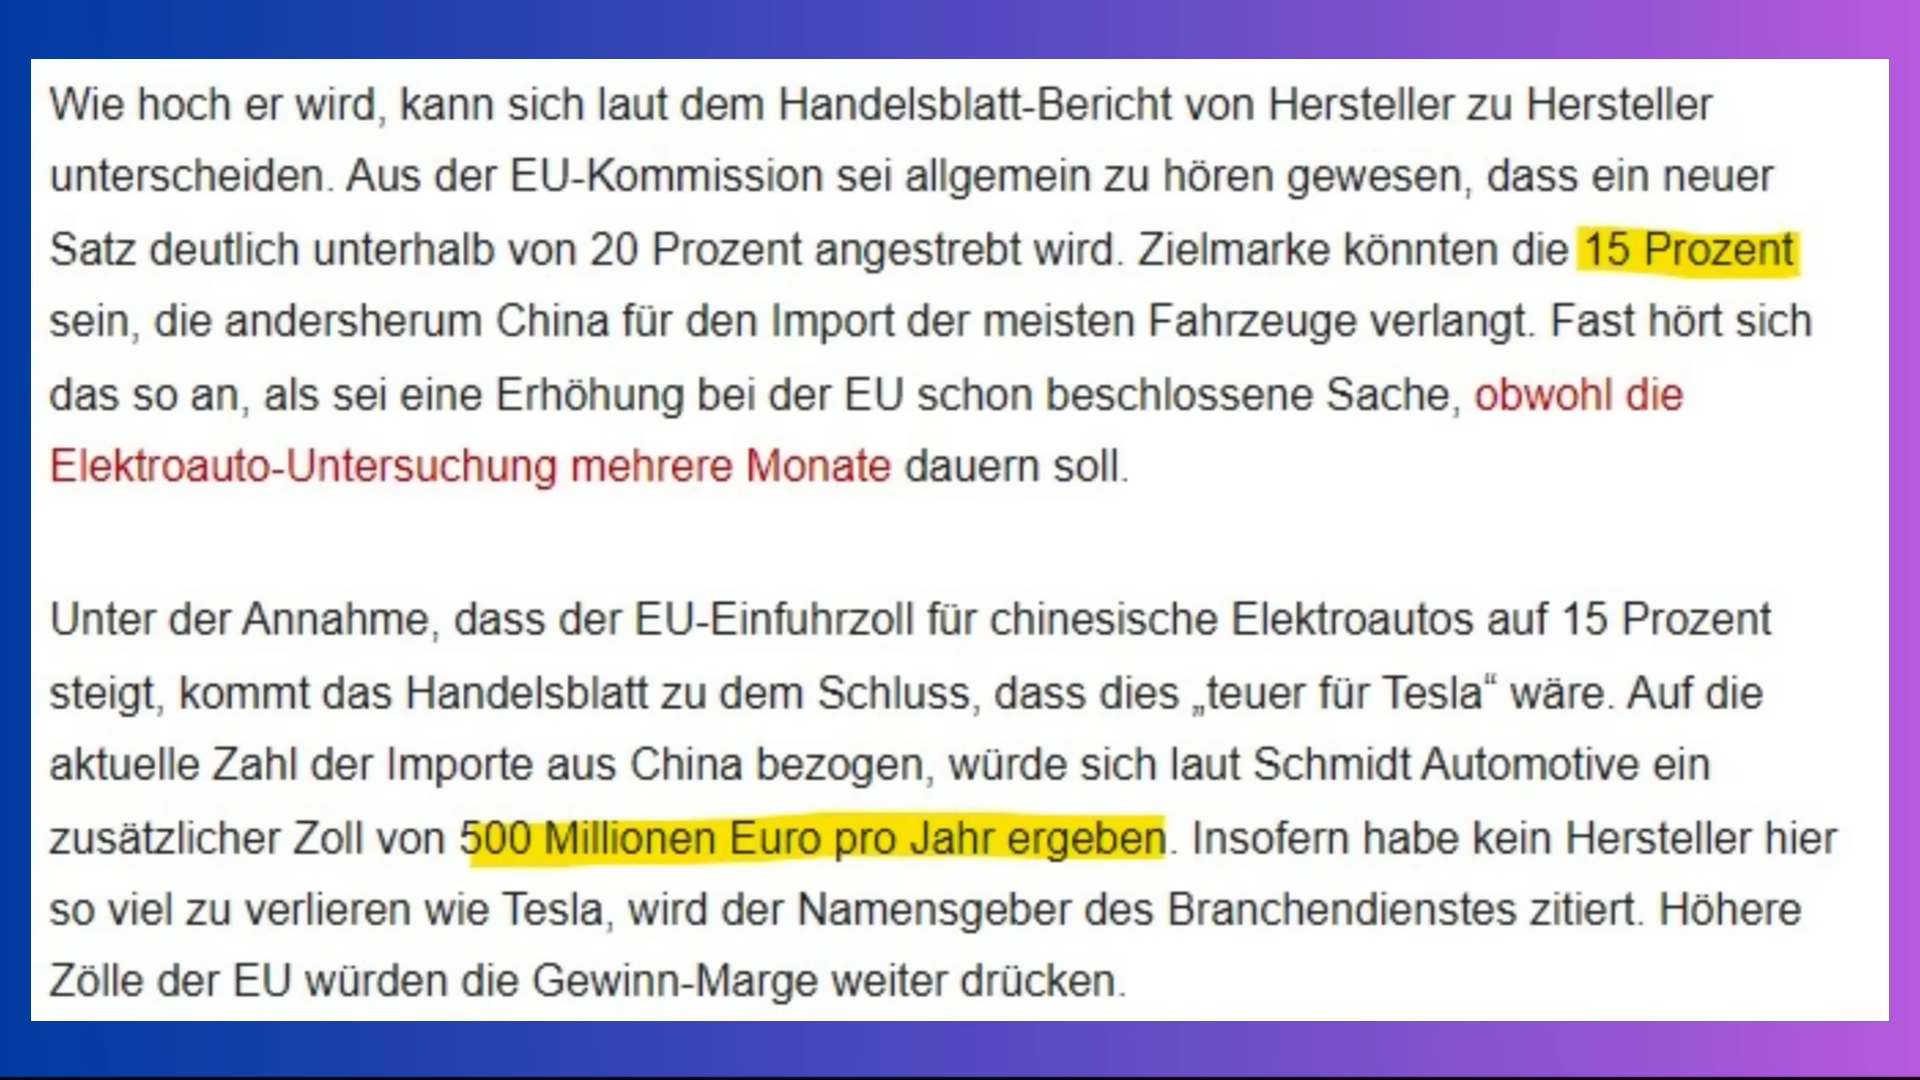 Wie hoch er wird, kann sich laut dem Handelsblatt-Bericht von Hersteller zu Hersteller
unterscheiden. Aus der EU-Kommission sei allgemein zu hören gewesen, dass ein neuer
Satz deutlich unterhalb von 20 Prozent angestrebt wird. Zielmarke könnten die 15 Prozent
sein, die andersherum China für den Import der meisten Fahrzeuge verlangt. Fast hört sich
das so an, als sei eine Erhöhung bei der EU schon beschlossene Sache, obwohl die
Elektroauto-Untersuchung mehrere Monate dauern soll.
Unter der Annahme, dass der EU-Einfuhrzoll für chinesische Elektroautos auf 15 Prozent
steigt, kommt das Handelsblatt zu dem Schluss, dass dies „teuer für Tesla“ wäre. Auf die
aktuelle Zahl der Importe aus China bezogen, würde sich laut Schmidt Automotive ein
zusätzlicher Zoll von 500 Millionen Euro pro Jahr ergeben. Insofern habe kein Hersteller hier
so viel zu verlieren wie Tesla, wird der Namensgeber des Branchendienstes zitiert. Höhere
Zölle der EU würden die Gewinn-Marge weiter drücken.